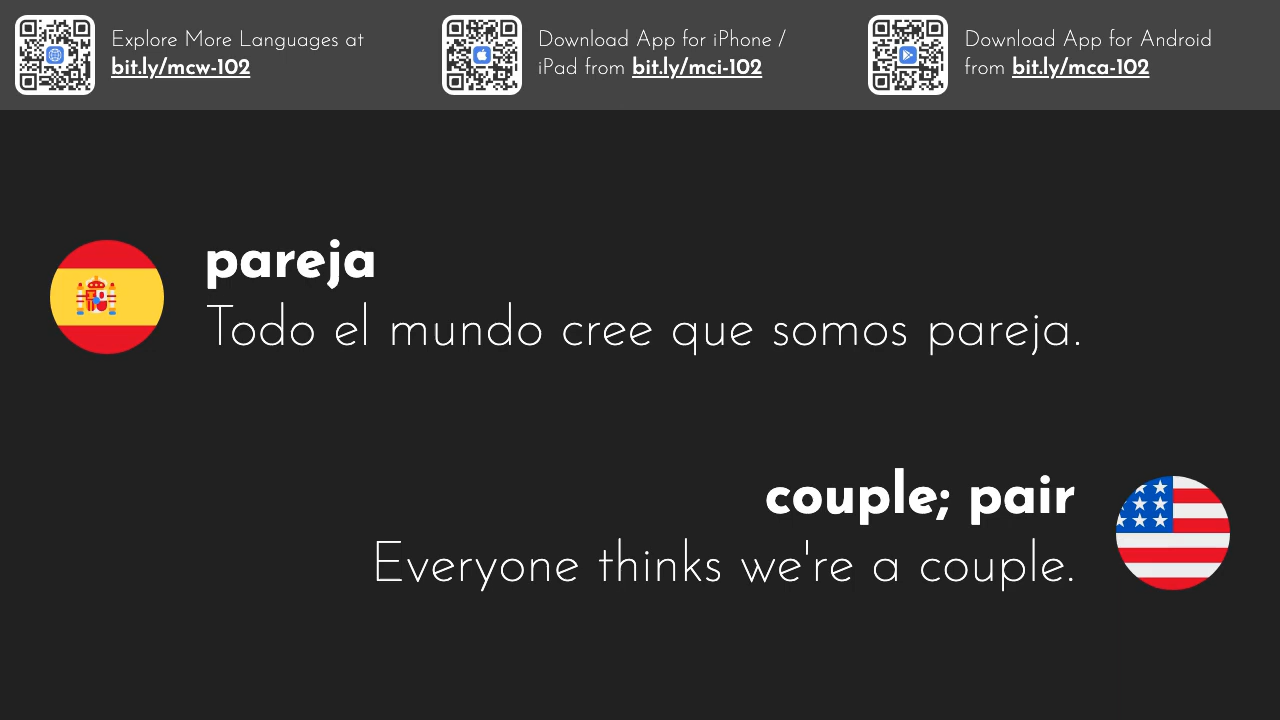 Explore More Languages at
bit.ly/mcw-102
Download App for iPhone /
iPad from bit.ly/mci-102
Download App for Android
from bit.ly/mca-102
pareja
Todo el mundo cree que somos pareja.
couple; pair
Everyone thinks we're a couple.